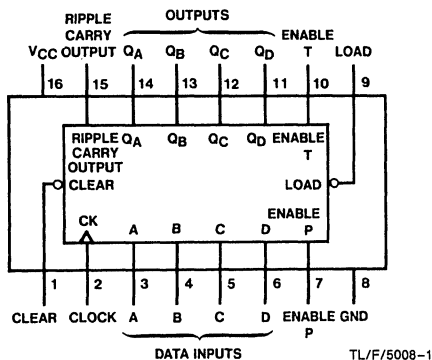 OUTPUTS
RIPPLE
CARRY
OUTPUT
VCC
QA QB QC QD
ENABLE
T
LOAD
16 15 14 13 12 11 10 9
RIPPLE
CARRY
OUTPUT
QA QB QC QD
ENABLE
T
CLEAR
LOAD
CK
A B C D
ENABLE
P
1 2 3 4 5 6 7 8
CLEAR CLOCK A B C D ENABLE GND
P
DATA INPUTS
TL/F/5008-1